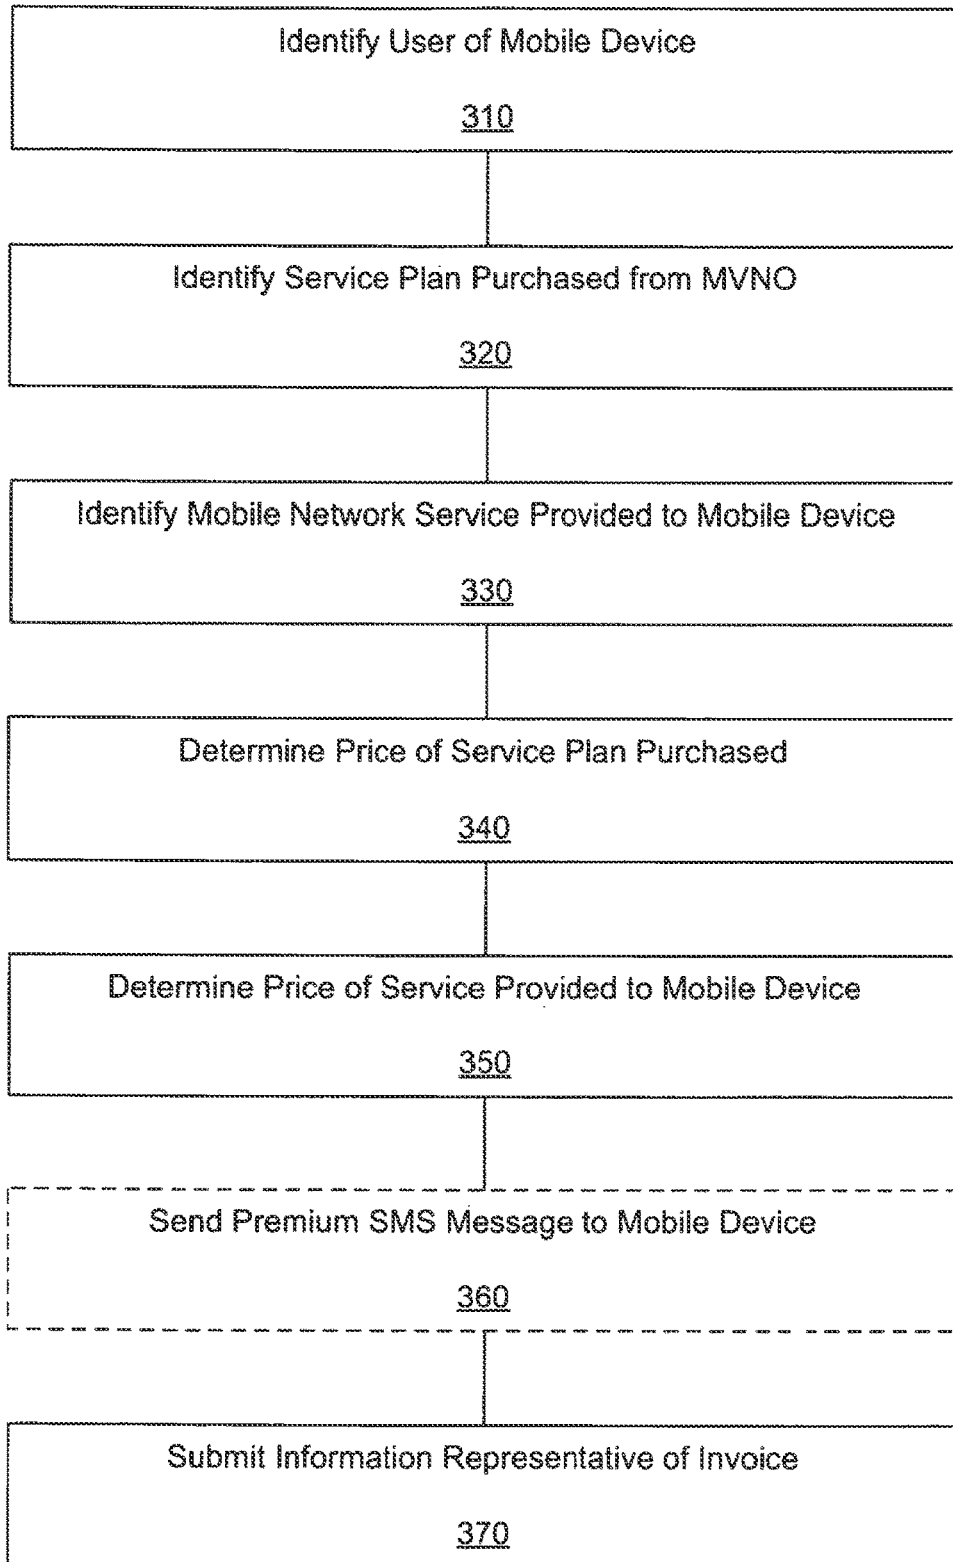 Identify User of Mobile Device
310
Identify Service Plan Purchased from MVNO
320
Identify Mobile Network Service Provided to Mobile Device
330
Determine Price of Service Plan Purchased
340
Determine Price of Service Provided to Mobile Device
350
Send Premium SMS Message to Mobile Device
360
Submit Information Representative of Invoice
370